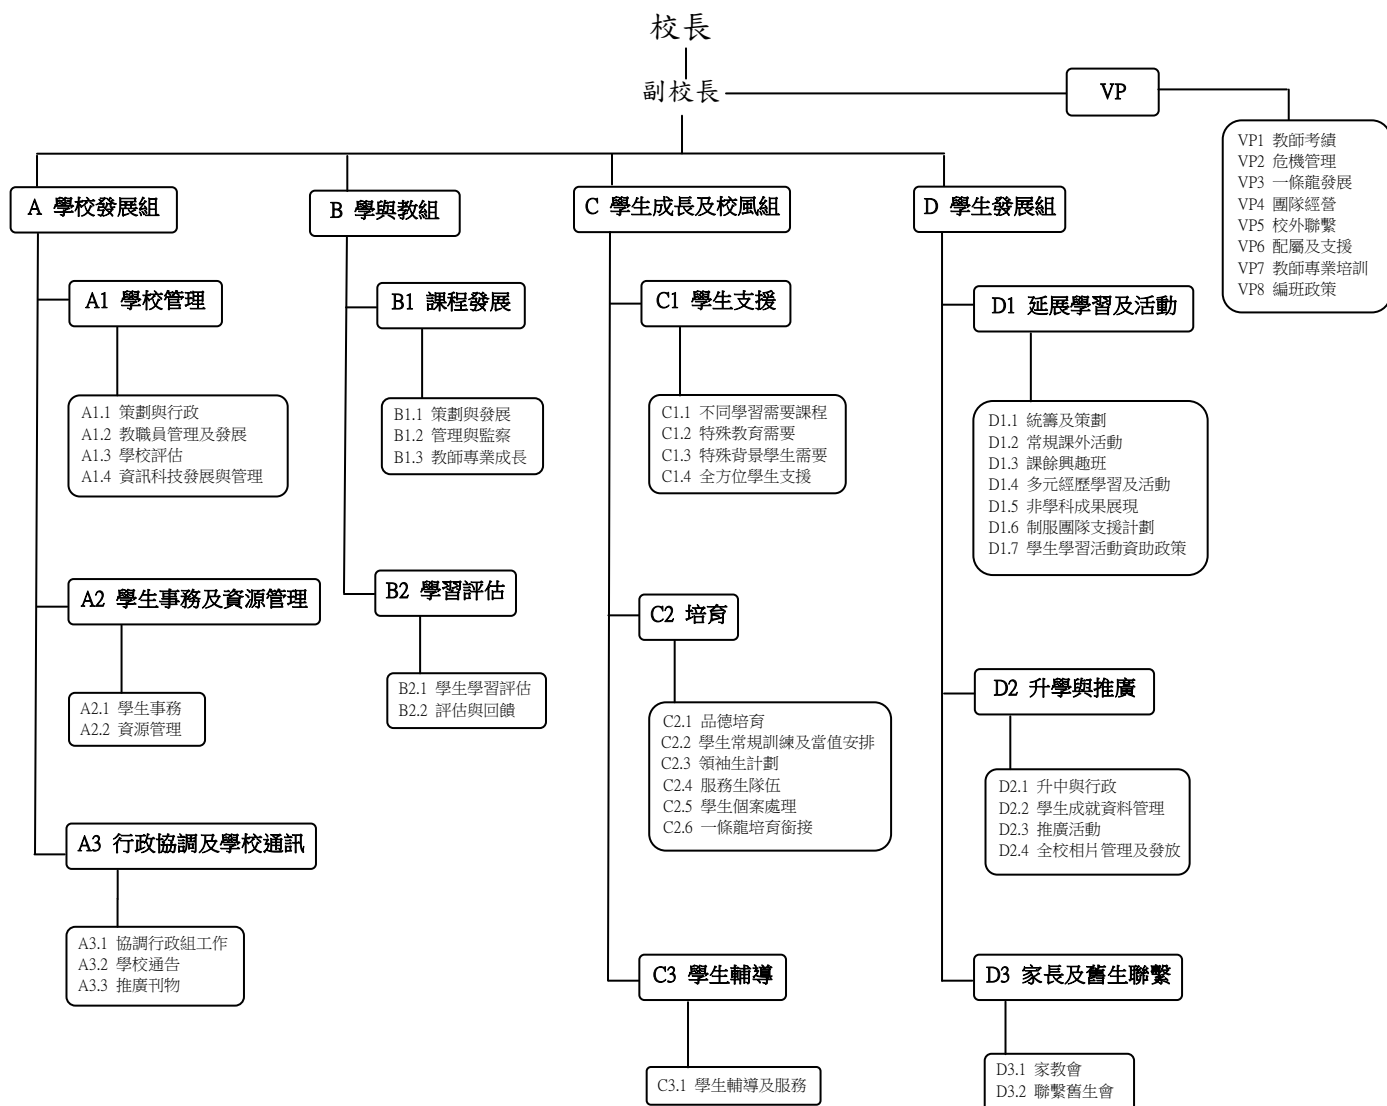 校長
副校長
VP
VP1 教師考績
VP2 危機管理
VP3 一條龍發展
VP4 團隊經營
VP5 校外聯繫
VP6 配屬及支援
VP7 教師專業培訓
VP8 編班政策
A 學校發展組
A1 學校管理
A1.1 策劃與行政
A1.2 教職員管理及發展
A1.3 學校評估
A1.4 資訊科技發展與管理
A2 學生事務及資源管理
A2.1 學生事務
A2.2 資源管理
A3 行政協調及學校通訊
A3.1 協調行政組工作
A3.2 學校通告
A3.3 推廣刊物
B 學與教組
B1 課程發展
B1.1 策劃與發展
B1.2 管理與監察
B1.3 教師專業成長
B2 學習評估
B2.1 學生學習評估
B2.2 評估與回饋
C 學生成長及校風組
C1 學生支援
C1.1 不同學習需要課程
C1.2 特殊教育需要
C1.3 特殊背景學生需要
C1.4 全方位學生支援
C2 培育
C2.1 品德培育
C2.2 學生常規訓練及當值安排
C2.3 領袖生計劃
C2.4 服務生隊伍
C2.5 學生個案處理
C2.6 一條龍培育銜接
C3 學生輔導
C3.1 學生輔導及服務
D 學生發展組
D1 延展學習及活動
D1.1 統籌及策劃
D1.2 常規課外活動
D1.3 課餘興趣班
D1.4 多元經歷學習及活動
D1.5 非學科成果展現
D1.6 制服團隊支援計劃
D1.7 學生學習活動資助政策
D2 升學與推廣
D2.1 升中與行政
D2.2 學生成就資料管理
D2.3 推廣活動
D2.4 全校相片管理及發放
D3 家長及舊生聯繫
D3.1 家教會
D3.2 聯繫舊生會